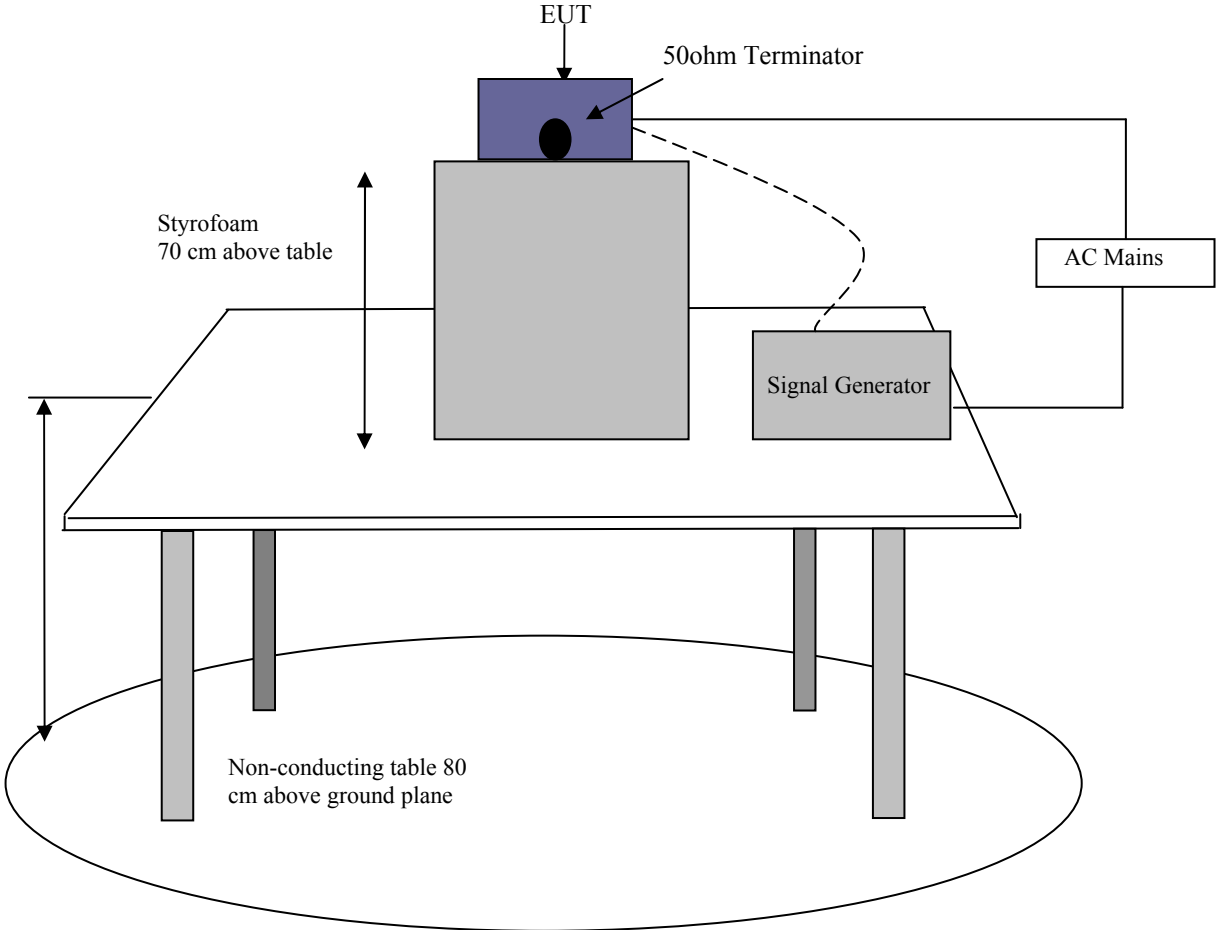 EUT
50ohm Terminator
Styrofoam
70 cm above table
AC Mains
Signal Generator
Non-conducting table 80
cm above ground plane